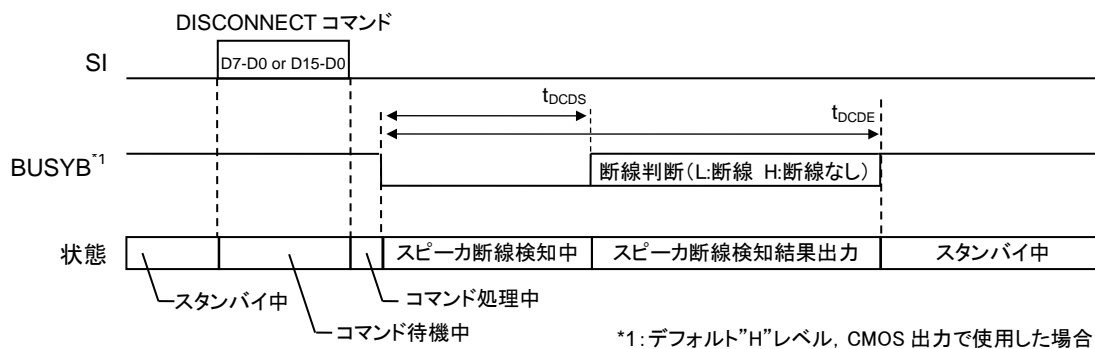 DISCONNECT コマンド
SI
D7-D0 or D15-D0
tDCDS
tDCDE
BUSYB*1
断線判断(L:断線 H:断線なし)
状態
スピーカ断線検知中
スピーカ断線検知結果出力
スタンバイ中
スタンバイ中
コマンド処理中
コマンド待機中
*1:デフォルト”H”レベル, CMOS 出力で使用した場合